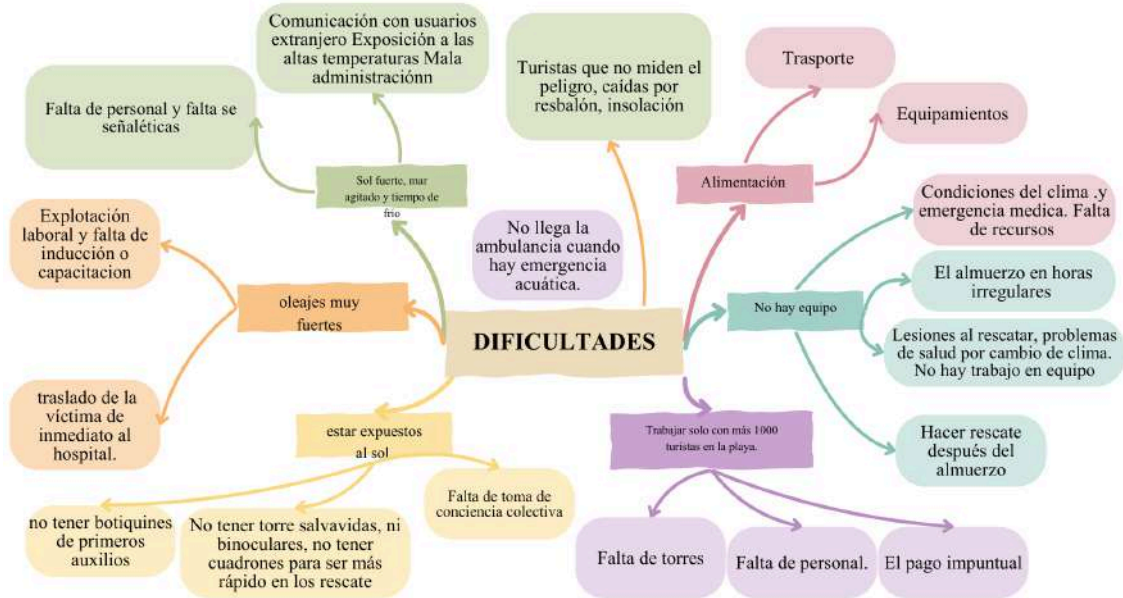 Comunicación con usuarios
extranjero Exposición a las
altas temperaturas Mala
administraciónn
Falta de personal y falta se
señaléticas
Sol fuerte, mar
agitado y tiempo de
frío
Turistas que no miden el
peligro, caídas por
resbalón, insolación
Trasporte
Equipamientos
Alimentación
Explotación
laboral y falta de
inducción o
capacitacion
oleajes muy
fuertes
traslado de la
víctima de
inmediato al
hospital.
No llega la
ambulancia cuando
hay emergencia
acuática.
DIFICULTADES
No hay equipo
Condiciones del clima .y
emergencia medica. Falta
de recursos
El almuerzo en horas
irregulares
Lesiones al rescatar, problemas
de salud por cambio de clima.
No hay trabajo en equipo
Hacer rescate
después del
almuerzo
estar expuestos
al sol
no tener botiquines
de primeros
auxilios
No tener torre salvavidas, ni
binoculares, no tener
cuadrones para ser más
rápido en los rescate
Falta de toma de
conciencia colectiva
Trabajar solo con más 1000
turistas en la playa.
Falta de torres
Falta de personal.
El pago impuntual